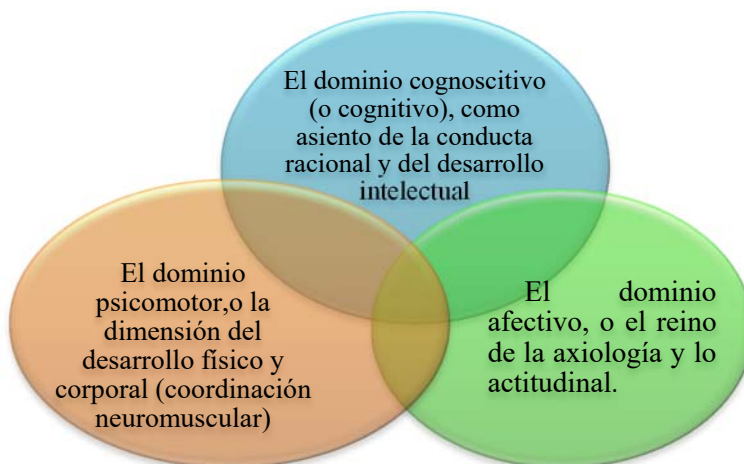 El dominio cognoscitivo
(o cognitivo), como
asiento de la conducta
racional y del desarrollo
intelectual
El dominio
psicomotor,o la
dimensión del
desarrollo físico y
corporal (coordinación
neuromuscular)
El dominio
afectivo, o el reino
de la axiología y lo
actitudinal.